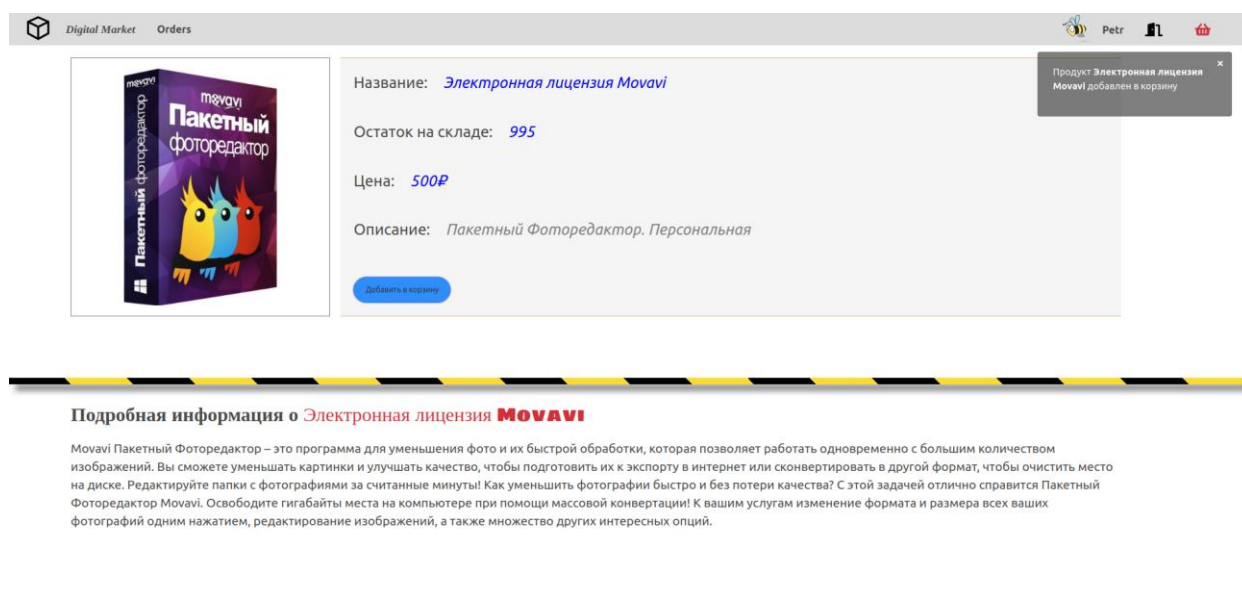 Digital Market Orders Petr
Продукт Электронная лицензия ×
Movavi добавлен в корзину
movavi
Пакетный фоторедактор
movavi
Пакетный
фоторедактор
Название: Электронная лицензия Movavi
Остаток на складе: 995
Цена: 500₽
Описание: Пакетный Фоторедактор. Персональная
Добавить в корзину
Подробная информация о Электронная лицензия Movavi
Movavi Пакетный Фоторедактор – это программа для уменьшения фото и их быстрой обработки, которая позволяет работать одновременно с большим количеством
изображений. Вы сможете уменьшать картинки и улучшать качество, чтобы подготовить их к экспорту в интернет или сконвертировать в другой формат, чтобы очистить место
на диске. Редактируйте папки с фотографиями за считанные минуты! Как уменьшить фотографии быстро и без потери качества? С этой задачей отлично справится Пакетный
Фоторедактор Movavi. Освободите гигабайты места на компьютере при помощи массовой конвертации! К вашим услугам изменение формата и размера всех ваших
фотографий одним нажатием, редактирование изображений, а также множество других интересных опций.